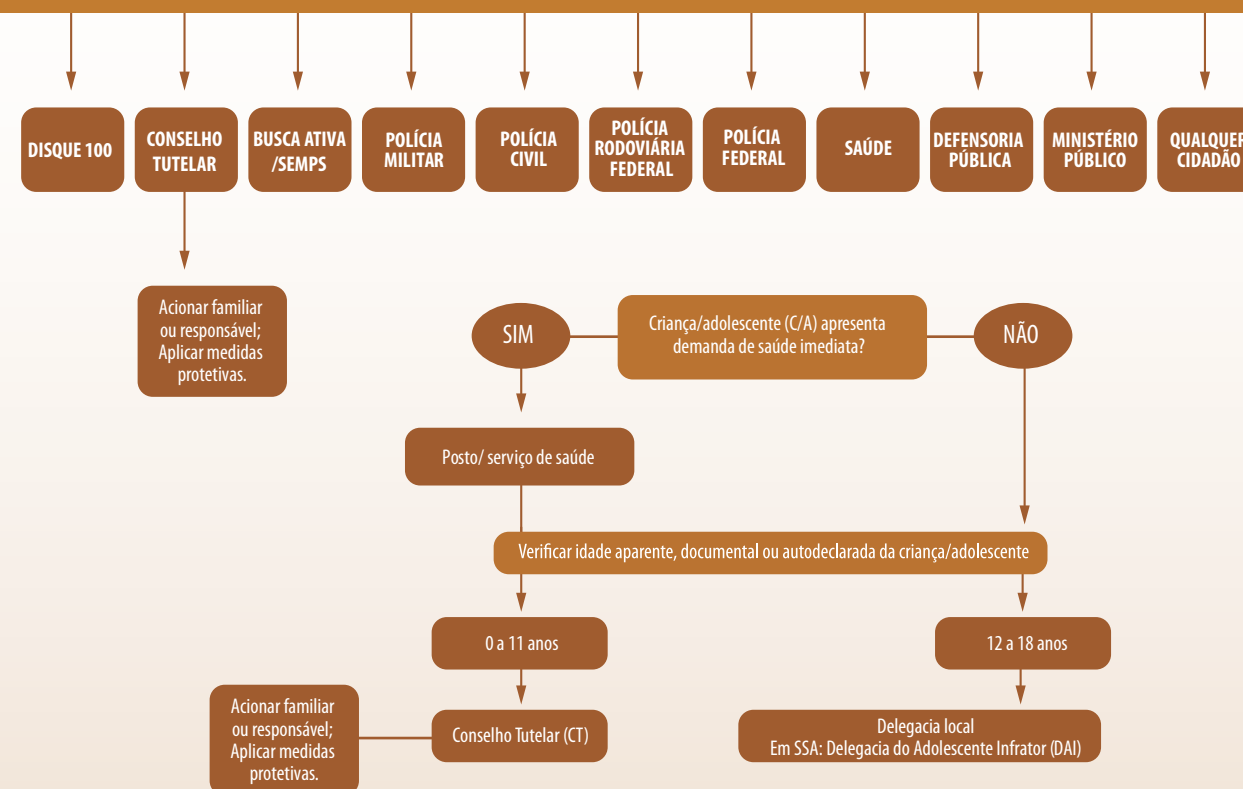 DISQUE 100
CONSELHO
TUTELAR
BUSCA ATIVA
/SEMPS
POLÍCIA
MILITAR
POLÍCIA
CIVIL
POLÍCIA
RODOVIÁRIA
FEDERAL
POLÍCIA
FEDERAL
SAÚDE
DEFENSORIA
PÚBLICA
MINISTÉRIO
PÚBLICO
QUALQUER
CIDADÃO
Acionar familiar
ou responsável;
Aplicar medidas
protetivas.
SIM
Criança/adolescente (C/A) apresenta
demanda de saúde imediata?
NÃO
Posto/ serviço de saúde
Verificar idade aparente, documental ou autodeclarada da criança/adolescente
0 a 11 anos
12 a 18 anos
Acionar familiar
ou responsável;
Aplicar medidas
protetivas.
Conselho Tutelar (CT)
Delegacia local
Em SSA: Delegacia do Adolescente Infrator (DAI)